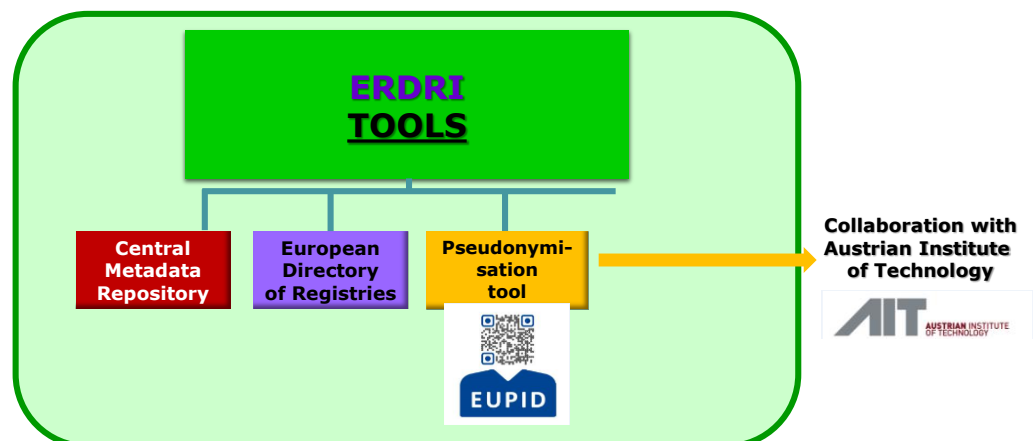 ERDRI
TOOLS
Central
Metadata
Repository
European
Directory
of Registries
Pseudonymi-
sation
tool
EUPID
Collaboration with
Austrian Institute
of Technology
AIT AUSTRIAN INSTITUTE
OF TECHNOLOGY